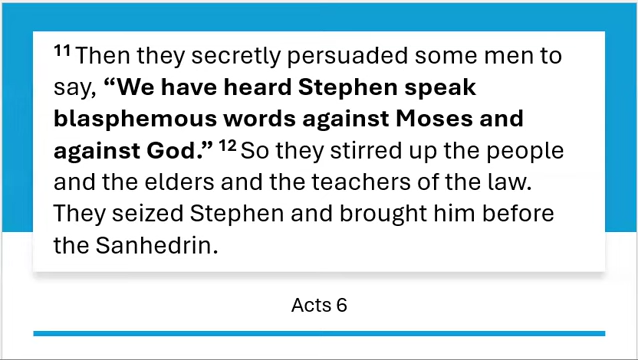 ¹¹ Then they secretly persuaded some men to
say, “We have heard Stephen speak
blasphemous words against Moses and
against God.” ¹² So they stirred up the people
and the elders and the teachers of the law.
They seized Stephen and brought him before
the Sanhedrin.
Acts 6